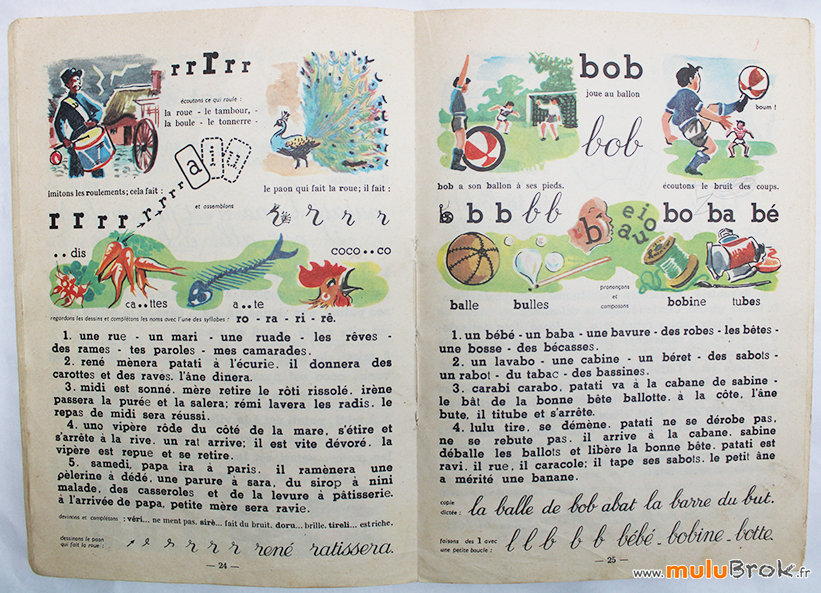 rrIrr
écoutons ce qui roule :
la roue - le tambour, -
la boule - le tonnerre -
a
imitons les roulements; cela fait :
et assemblons
le paon qui fait la roue; il fait :
r r r r r r r r
r r r r
. . dis
ca . . ttes
a . . te
coco . . co
regardons les dessins et complétons les noms avec l'une des syllabes : ro - ra - ri - rê.
1. une rue - un mari - une ruade - les rêves -
des rames - tes paroles - mes camarades.
2. rené mènera patati à l'écurie. il donnera des
carottes et des raves. l'âne dinera.
3. midi est sonné. mère retire le rôti rissolé. irène
passera la purée et la salera; rémi lavera les radis. le
repas de midi sera réussi.
4. uno vipère rôde du côté de la mare, s'étire et
s'arrête à la rive. un rat arrive; il est vite dévoré. la
vipère est repue et se retire.
5. samedi, papa ira à paris. il ramènera une
pèlerine à dédé, une parure à sara, du sirop à nini
malade, des casseroles et de la levure à pâtisserie.
à l'arrivée de papa, petite mère sera ravie.
devinons et complétons : véri... ne ment pas. sirè... fait du bruit. doru... brille. tireli... est riche.
dessinons le paon
qui fait la roue :
r r r r r rené ratissera.
— 24 —
bob
joue au ballon
bob
boum !
bob a son ballon à ses pieds.
écoutons le bruit des coups.
b b b b b
b
e i o
a u
bo ba bé
balle
bulles
prononçons
et
composons
bobine
tubes
1. un bébé - un baba - une bavure - des robes - les bêtes -
une bosse - des bécasses.
2. un lavabo - une cabine - un béret - des sabots -
un rabot - du tabac - des bassines.
3. carabi carabo, patati va à la cabane de sabine -
le bât de la bonne bête ballotte. à la côte, l'âne
bute, il titube et s'arrête.
4. lulu tire, se démène. patati ne se dérobe pas,
ne se rebute pas. il arrive à la cabane. sabine
déballe les ballots et libère la bonne bête. patati est
ravi. il rue, il caracole; il tape ses sabots. le petit âne
a mérité une banane.
copie
dictée :
la balle de bob abat la barre du but.
faisons des l avec
une petite boucle :
l l b b b bébé - bobine - botte.
— 25 —
www.muluBrok.fr